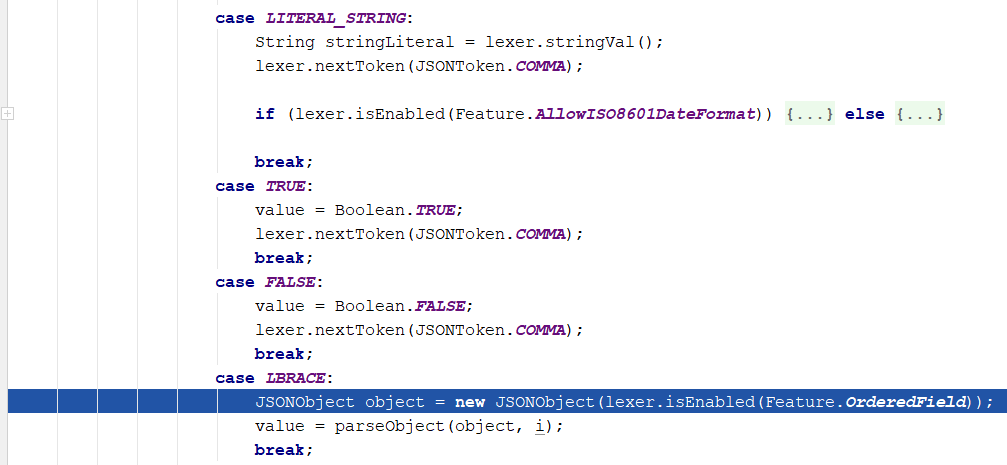 case LITERAL_STRING:
String stringLiteral = lexer.stringVal();
lexer.nextToken(JSONToken.COMMA);
if (lexer.isEnabled(Feature.AllowISO8601DateFormat)) {...} else {...}
break;
case TRUE:
value = Boolean.TRUE;
lexer.nextToken(JSONToken.COMMA);
break;
case FALSE:
value = Boolean.FALSE;
lexer.nextToken(JSONToken.COMMA);
break;
case LBRACE:
JSONObject object = new JSONObject(lexer.isEnabled(Feature.OrderedField));
value = parseObject(object, i);
break;